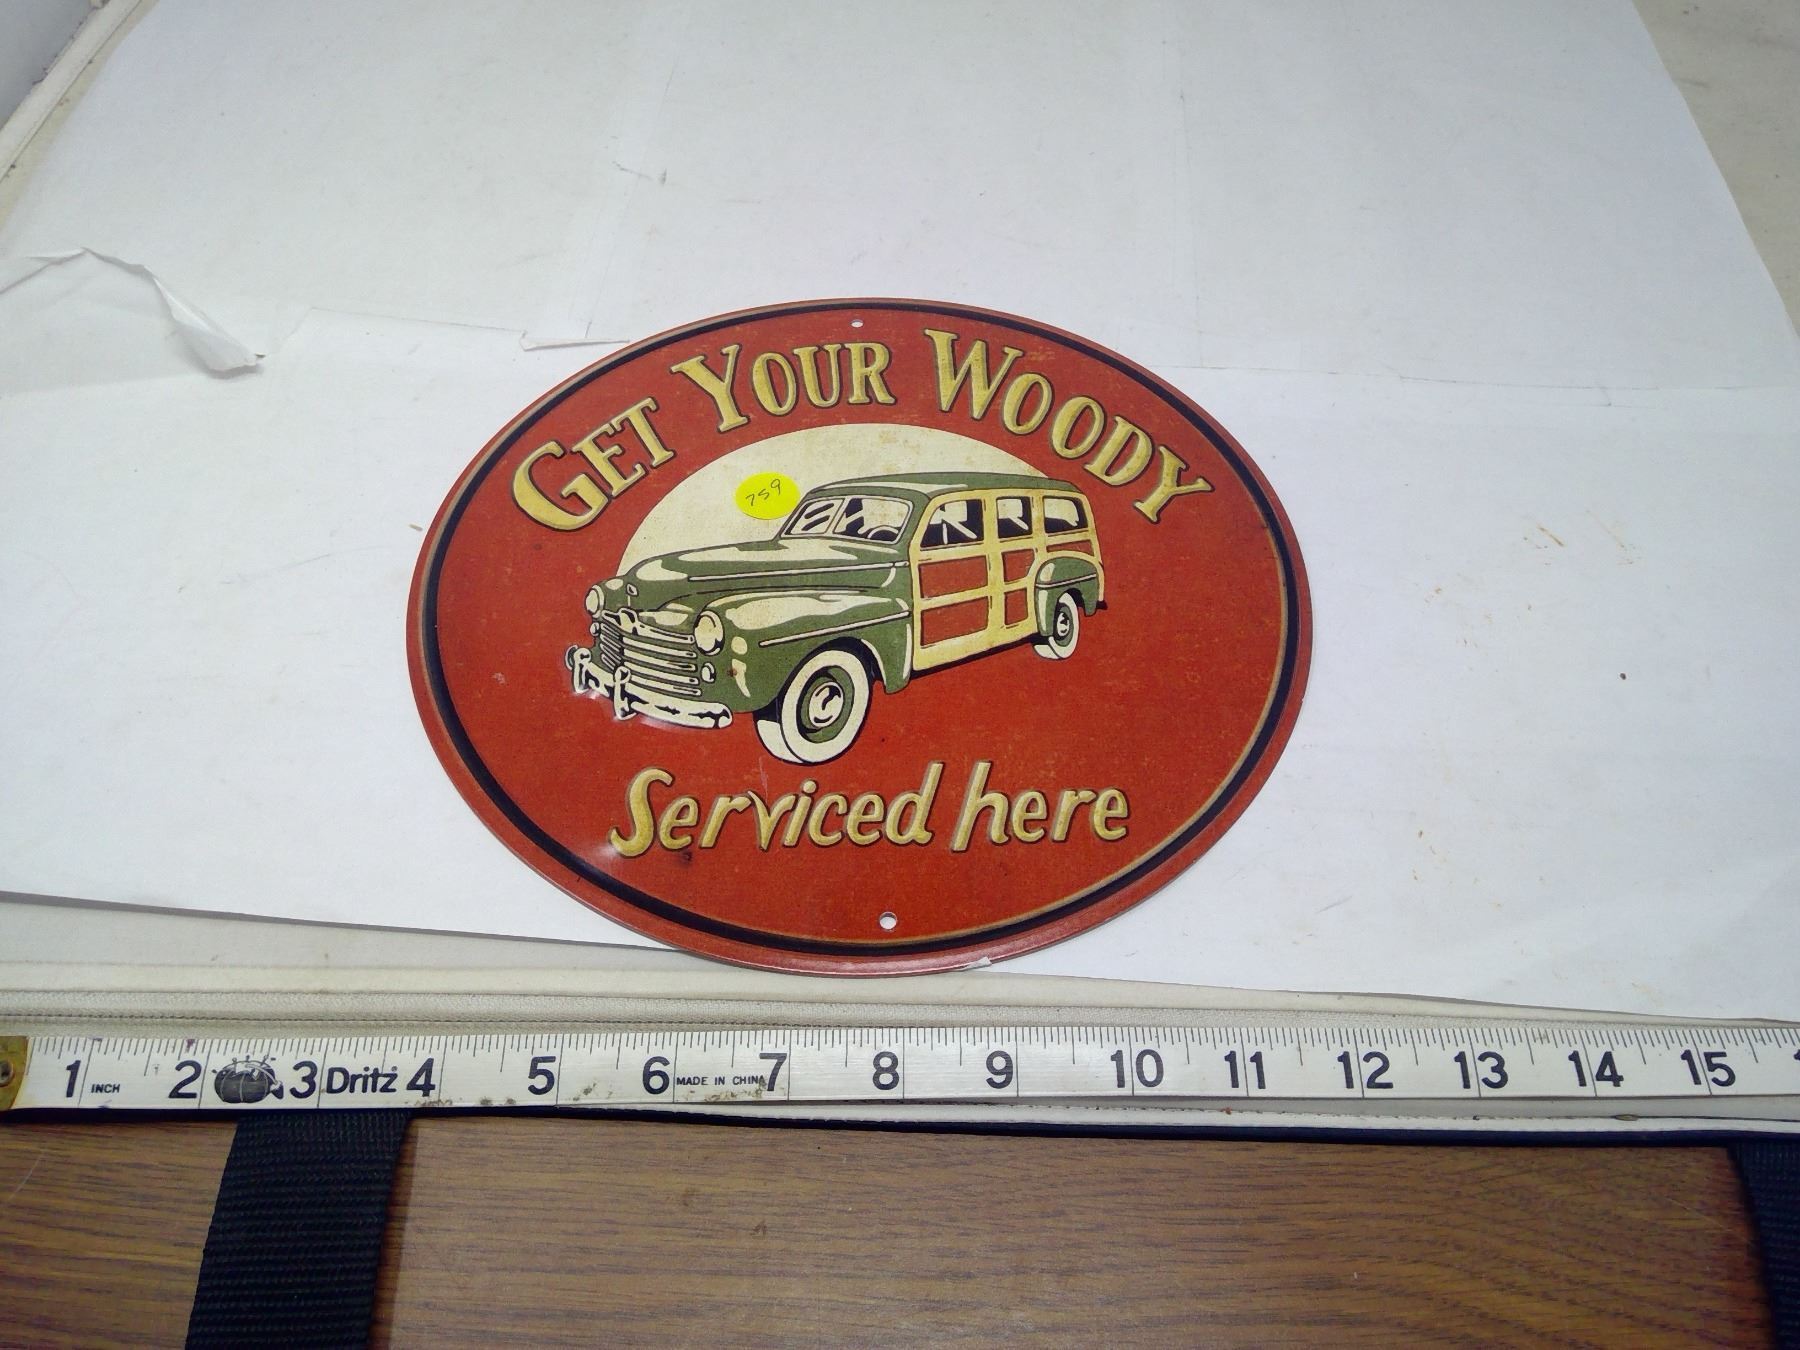 GET YOUR WOODY
759
Serviced here
1 INCH 2 3 Dritz 4 5 6 MADE IN CHINA 7 8 9 10 11 12 13 14 15